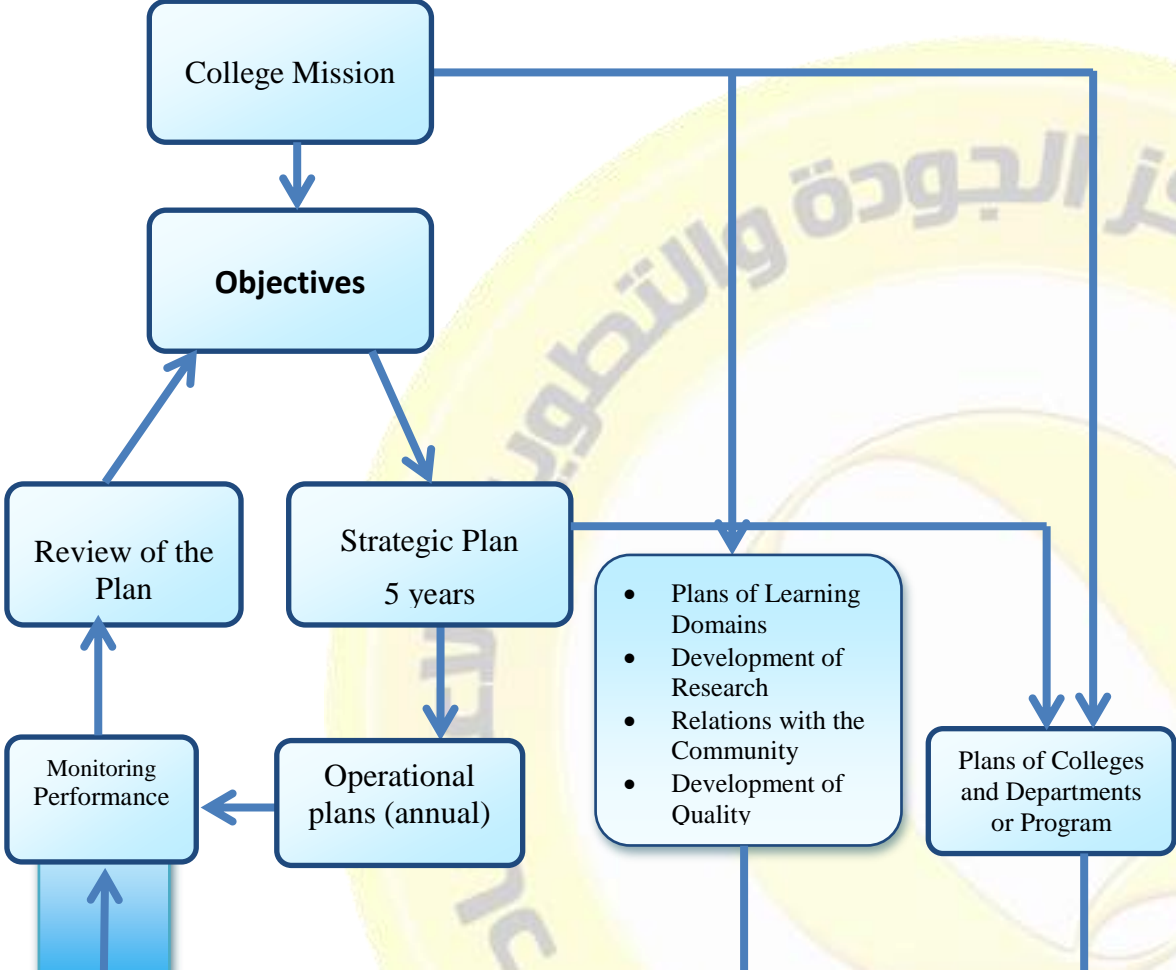 College Mission
Objectives
Review of the
Plan
Strategic Plan
5 years
• Plans of Learning
Domains
• Development of
Research
• Relations with the
Community
• Development of
Quality
Monitoring
Performance
Operational
plans (annual)
Plans of Colleges
and Departments
or Program
الجودة